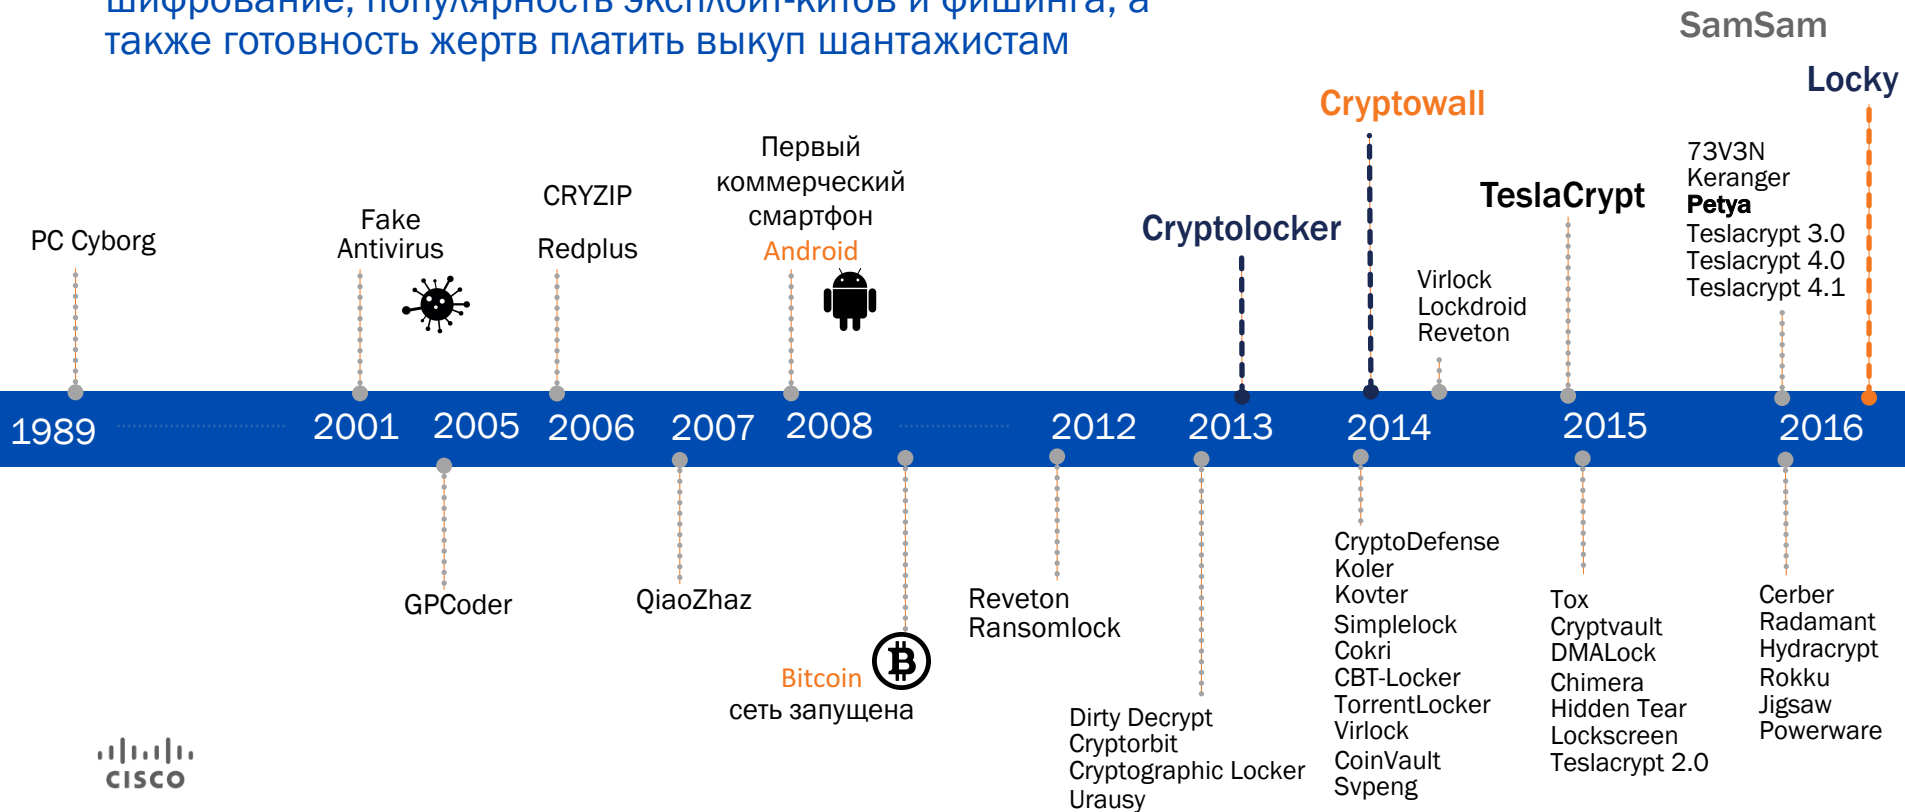 шифрование, популярность эксплойт-китов и фишинга, а
также готовность жертв платить выкуп шантажистам
SamSam
Locky
Cryptowall
Первый
коммерческий
смартфон
Android
73V3N
Keranger
Petya
Teslacrypt 3.0
Teslacrypt 4.0
Teslacrypt 4.1
CRYZIP
Redplus
TeslaCrypt
Fake
Antivirus
Cryptolocker
PC Cyborg
Virlock
Lockdroid
Reveton
1989
2001
2005
2006
2007
2008
2012
2013
2014
2015
2016
GPCoder
QiaoZhaz
Bitcoin
сеть запущена
Reveton
Ransomlock
Dirty Decrypt
Cryptorbit
Cryptographic Locker
Urausy
CryptoDefense
Koler
Kovter
Simplelock
Cokri
CBT-Locker
TorrentLocker
Virlock
CoinVault
Svpeng
Tox
Cryptvault
DMALock
Chimera
Hidden Tear
Lockscreen
Teslacrypt 2.0
Cerber
Radamant
Hydracrypt
Rokku
Jigsaw
Powerware
CISCO